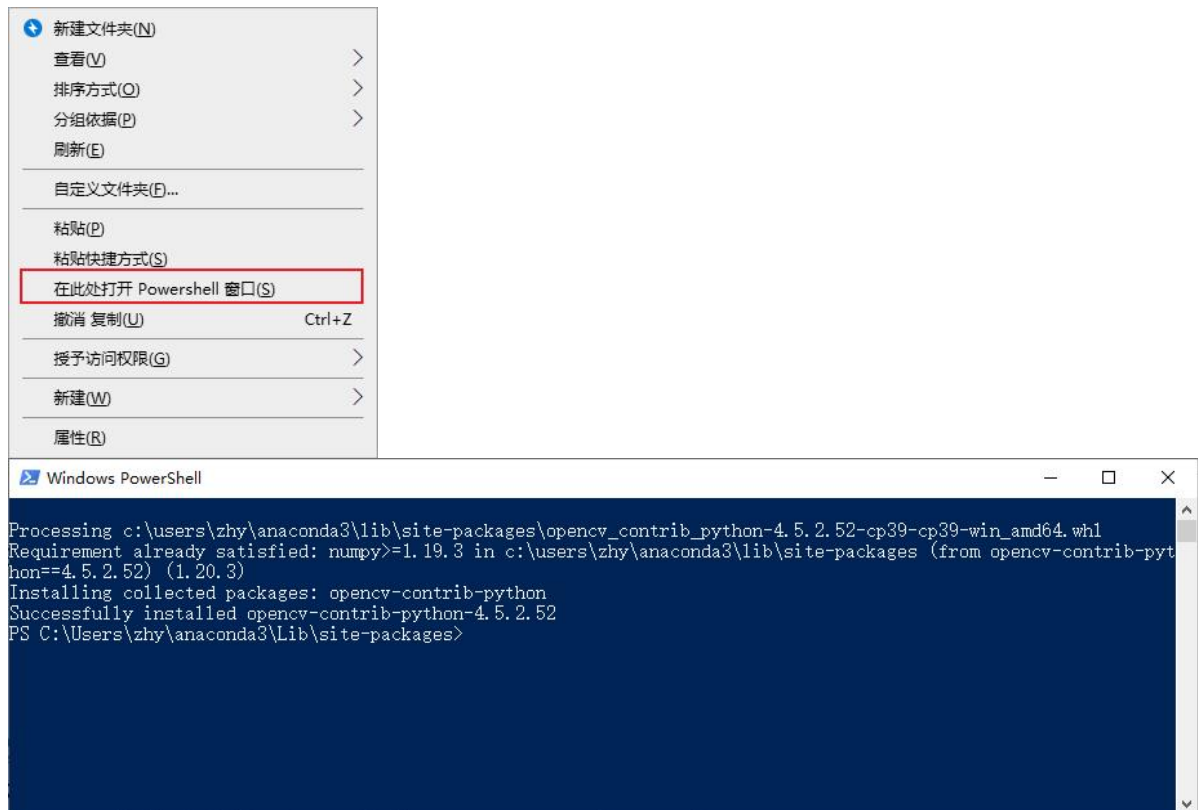 新建文件夹(N)
查看(V)
排序方式(O)
分组依据(P)
刷新(E)
自定义文件夹(F)...
粘贴(P)
粘贴快捷方式(S)
在此处打开 Powershell 窗口(S)
撤消 复制(U) Ctrl+Z
授予访问权限(G)
新建(W)
属性(R)
Windows PowerShell
Processing c:\users\zhy\anaconda3\lib\site-packages\opencv_contrib_python-4.5.2.52-cp39-cp39-win_amd64.whl
Requirement already satisfied: numpy>=1.19.3 in c:\users\zhy\anaconda3\lib\site-packages (from opencv-contrib-pyt
hon==4.5.2.52) (1.20.3)
Installing collected packages: opencv-contrib-python
Successfully installed opencv-contrib-python-4.5.2.52
PS C:\Users\zhy\anaconda3\Lib\site-packages>